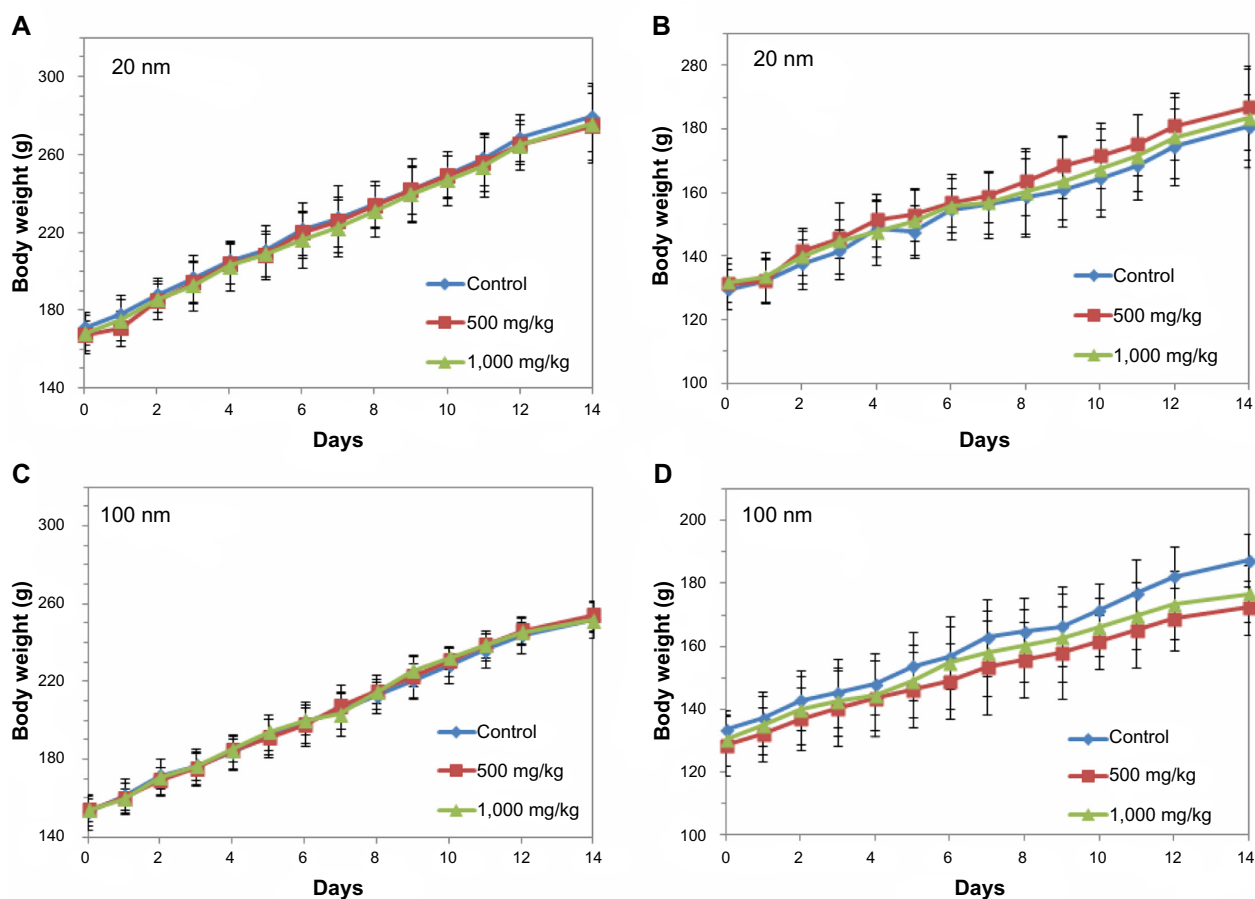 A
20 nm
Body weight (g)
300
260
220
180
140
0 2 4 6 8 10 12 14
Days
Control
500 mg/kg
1,000 mg/kg
B
20 nm
Body weight (g)
280
180
160
140
120
100
0 2 4 6 8 10 12 14
Days
Control
500 mg/kg
1,000 mg/kg
C
100 nm
Body weight (g)
300
260
220
180
140
0 2 4 6 8 10 12 14
Days
Control
500 mg/kg
1,000 mg/kg
D
100 nm
Body weight (g)
200
180
160
140
120
100
0 2 4 6 8 10 12 14
Days
Control
500 mg/kg
1,000 mg/kg